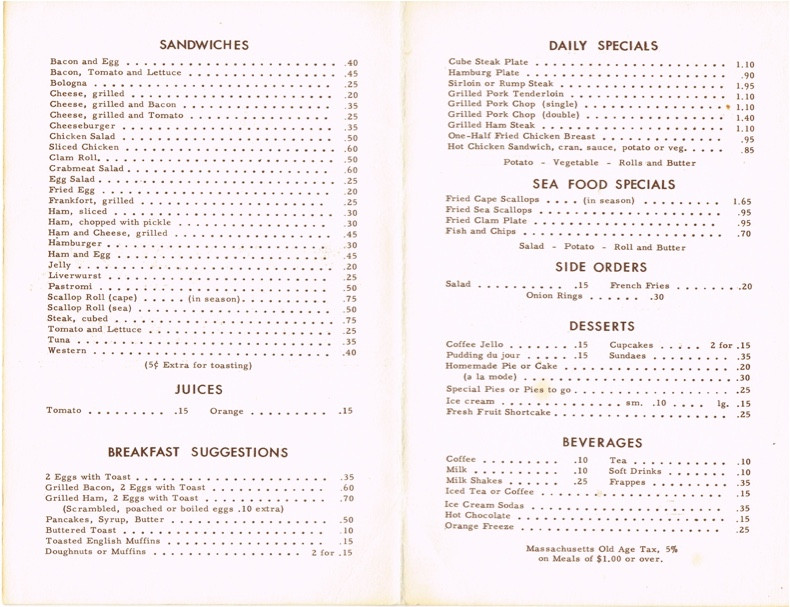 SANDWICHES
Bacon and Egg .40
Bacon, Tomato and Lettuce .45
Bologna .25
Cheese, grilled .20
Cheese, grilled and Bacon .35
Cheese, grilled and Tomato .25
Cheeseburger .35
Chicken Salad .50
Sliced Chicken .60
Clam Roll .50
Crabmeat Salad .60
Egg Salad .25
Fried Egg .20
Frankfort, grilled .25
Ham, sliced .30
Ham, chopped with pickle .30
Ham and Cheese, grilled .45
Hamburger .30
Ham and Egg .45
Jelly .20
Liverwurst .25
Pastromi .50
Scallop Roll (cape) (in season) .75
Scallop Roll (sea) .50
Steak, cubed .75
Tomato and Lettuce .25
Tuna .35
Western .40
(5¢ Extra for toasting)
JUICES
Tomato .15 Orange .15
BREAKFAST SUGGESTIONS
2 Eggs with Toast .35
Grilled Bacon, 2 Eggs with Toast .60
Grilled Ham, 2 Eggs with Toast .70
(Scrambled, poached or boiled eggs .10 extra)
Pancakes, Syrup, Butter .50
Buttered Toast .10
Toasted English Muffins .15
Doughnuts or Muffins 2 for .15
DAILY SPECIALS
Cube Steak Plate 1.10
Hamburg Plate .90
Sirloin or Rump Steak 1.95
Grilled Pork Tenderloin 1.10
Grilled Pork Chop (single) 1.10
Grilled Pork Chop (double) 1.40
Grilled Ham Steak 1.10
One-Half Fried Chicken Breast .95
Hot Chicken Sandwich, cran. sauce, potato or veg. .85
Potato - Vegetable - Rolls and Butter
SEA FOOD SPECIALS
Fried Cape Scallops (in season) 1.65
Fried Sea Scallops .95
Fried Clam Plate .95
Fish and Chips .70
Salad - Potato - Roll and Butter
SIDE ORDERS
Salad .15 French Fries .20
Onion Rings .30
DESSERTS
Coffee Jello .15 Cupcakes 2 for .15
Pudding du jour .15 Sundaes .35
Homemade Pie or Cake .20
(a la mode) .30
Special Pies or Pies to go .25
Ice cream sm. .10 lg. .15
Fresh Fruit Shortcake .25
BEVERAGES
Coffee .10 Tea .10
Milk .10 Soft Drinks .10
Milk Shakes .25 Frappes .35
Iced Tea or Coffee .15
Ice Cream Sodas .35
Hot Chocolate .15
Orange Freeze .25
Massachusetts Old Age Tax, 5%
on Meals of $1.00 or over.